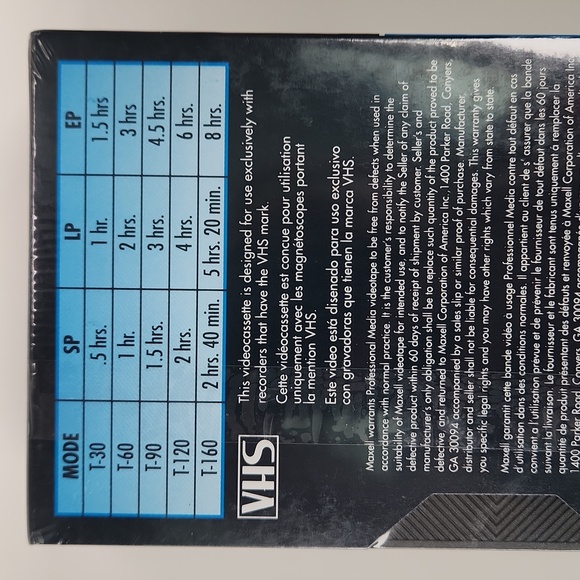 MODE SP LP EP
T-30 .5 hrs. 1 hr. 1.5 hrs
T-60 1 hr. 2 hrs. 3 hrs
T-90 1.5 hrs. 3 hrs. 4.5 hrs.
T-120 2 hrs. 4 hrs. 6 hrs.
T-160 2 hrs. 40 min. 5 hrs. 20 min. 8 hrs.
VHS
This videocassette is designed for use exclusively with
recorders that have the VHS mark.
Cette vidéocassette est concue pour utilisation
uniquement avec les magnétoscopes portant
la mention VHS.
Este video está disenado para uso exclusivo
con gravadoras que tienen la marca VHS.
Maxell warrants Professional Media videotape to be free from defects when used in
accordance with normal practice. It is the customer's responsibility to determine the
suitability of Maxell videotape for intended use, and to notify the Seller of any claim of
defective product within 60 days of receipt of shipment by customer. Seller's and
manufacturer's only obligation shall be to replace such quantity of the product proved to be
defective, and returned to Maxell Corporation of America Inc., 1400 Parker Road, Conyers,
GA 30094 accompanied by a sales slip or similar proof of purchase. Manufacturer,
distributor and seller shall not be liable for consequential damages. This warranty gives
you specific legal rights and you may have other rights which vary from state to state.
Maxell garantit cette bande vidéo à usage Professionnel Media contre tout défaut en cas
d'utilisation dans des conditions normales. Il appartient au client de s'assurer que la bande
convient à l'utilisation prévue et de prévenir le fournisseur de tout défaut dans les 60 jours
suivant la livraison. Le fournisseur et le fabricant sont tenus uniquement à remplacer la
quantité de produit présentant des défauts et renvoyée a Maxell Corporation of America Inc.
1400 Parker Road, Conyers, GA 30094